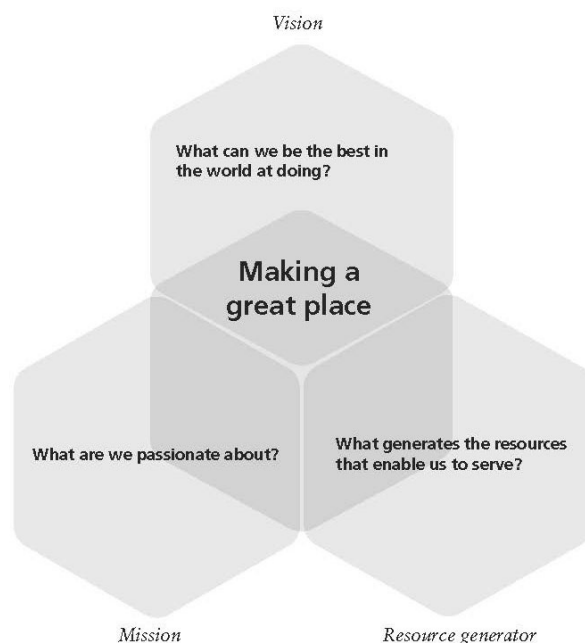 Vision
What can we be the best in
the world at doing?
Making a
great place
What are we passionate about?
What generates the resources
that enable us to serve?
Mission
Resource generator